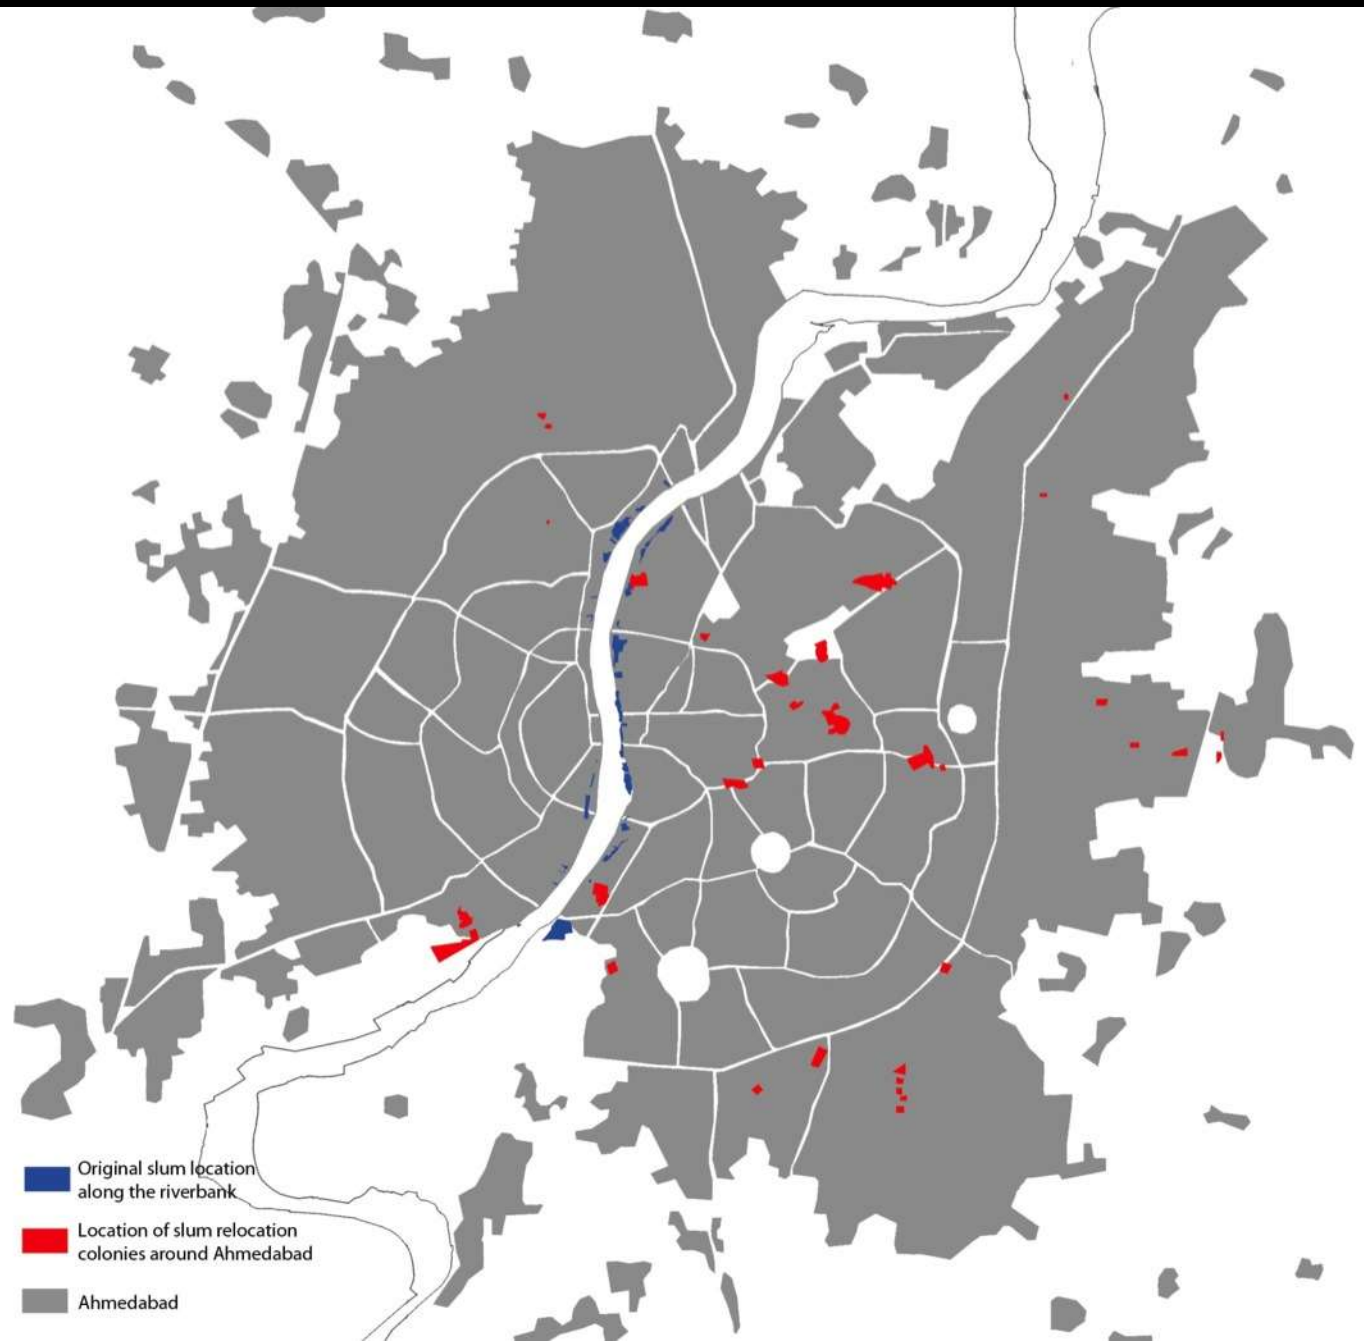 Original slum location
along the riverbank
Location of slum relocation
colonies around Ahmedabad
Ahmedabad